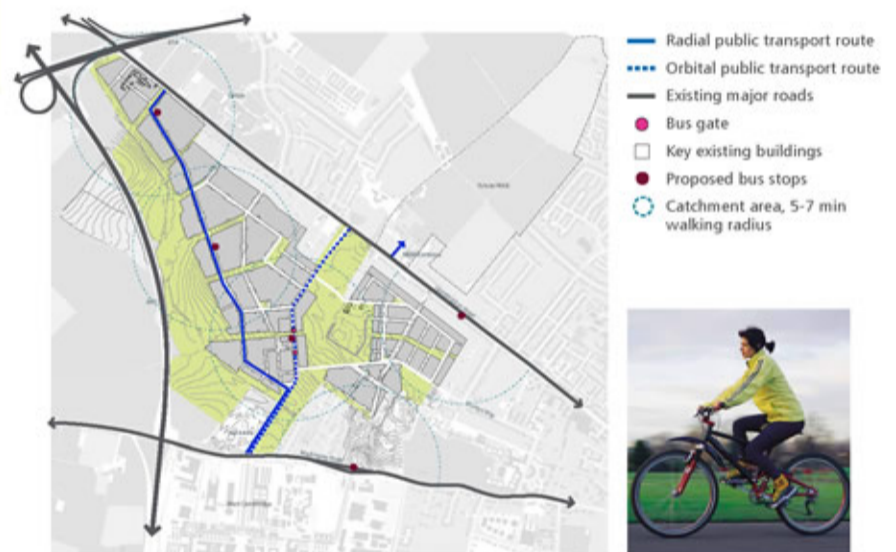 Radial public transport route
Orbital public transport route
Existing major roads
Bus gate
Key existing buildings
Proposed bus stops
Catchment area, 5-7 min
walking radius